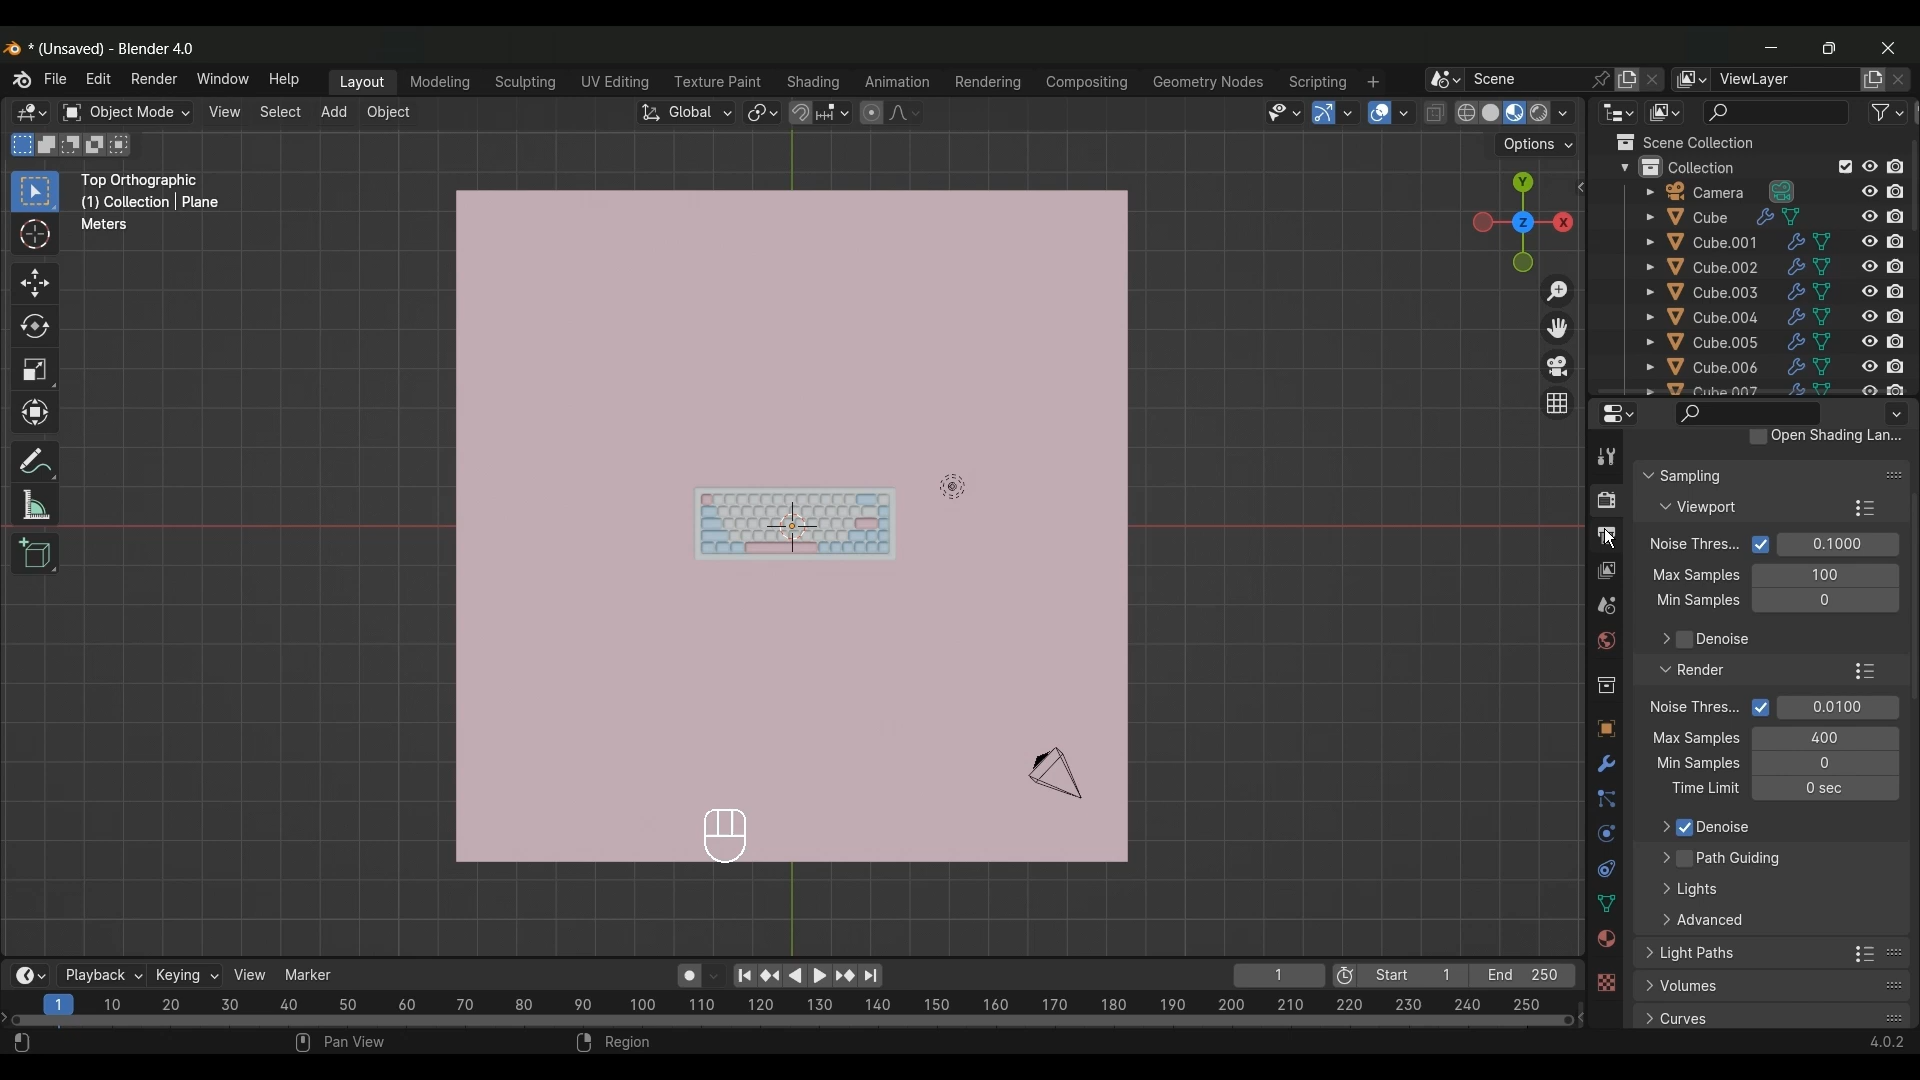 * (Unsaved) - Blender 4.0
File Edit Render Window Help Layout Modeling Sculpting UV Editing Texture Paint Shading Animation Rendering Compositing Geometry Nodes Scripting + Scene ViewLayer
Object Mode View Select Add Object Global
Options
Top Orthographic
(1) Collection | Plane
Meters
Y
X
Z
Scene Collection
Collection
Camera
Cube
Cube.001
Cube.002
Cube.003
Cube.004
Cube.005
Cube.006
Cube.007
Open Shading Lan...
Sampling
Viewport
Noise Thres... 0.1000
Max Samples 100
Min Samples 0
Denoise
Render
Noise Thres... 0.0100
Max Samples 400
Min Samples 0
Time Limit 0 sec
Denoise
Path Guiding
Lights
Advanced
Light Paths
Volumes
Curves
Playback Keying View Marker 1 Start 1 End 250
1 10 20 30 40 50 60 70 80 90 100 110 120 130 140 150 160 170 180 190 200 210 220 230 240 250
Pan View Region 4.0.2